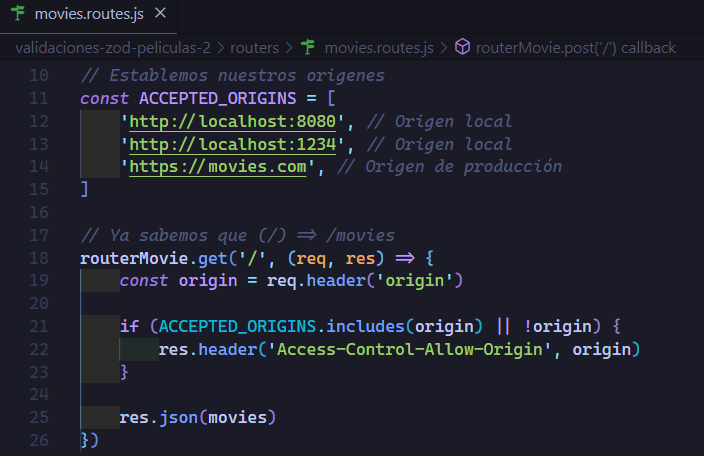 movies.routes.js ×
validaciones-zod-peliculas-2 > routers > movies.routes.js > routerMovie.post('/') callback
10 // Establemos nuestros origenes
11 const ACCEPTED_ORIGINS = [
12 'http://localhost:8080', // Origen local
13 'http://localhost:1234', // Origen local
14 'https://movies.com', // Origen de producción
15 ]
16
17 // Ya sabemos que (/) => /movies
18 routerMovie.get('/', (req, res) => {
19 const origin = req.header('origin')
20
21 if (ACCEPTED_ORIGINS.includes(origin) || !origin) {
22 res.header('Access-Control-Allow-Origin', origin)
23 }
24
25 res.json(movies)
26 })